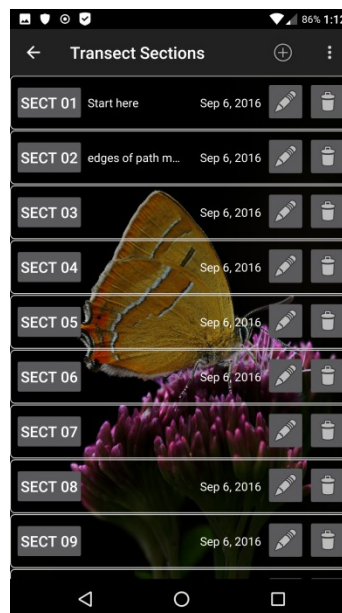 86% 1:12
Transect Sections
SECT 01 Start here Sep 6, 2016
SECT 02 edges of path m... Sep 6, 2016
SECT 03 Sep 6, 2016
SECT 04 Sep 6, 2016
SECT 05 Sep 6, 2016
SECT 06 Sep 6, 2016
SECT 07 Sep 6, 2016
SECT 08 Sep 6, 2016
SECT 09 Sep 6, 2016